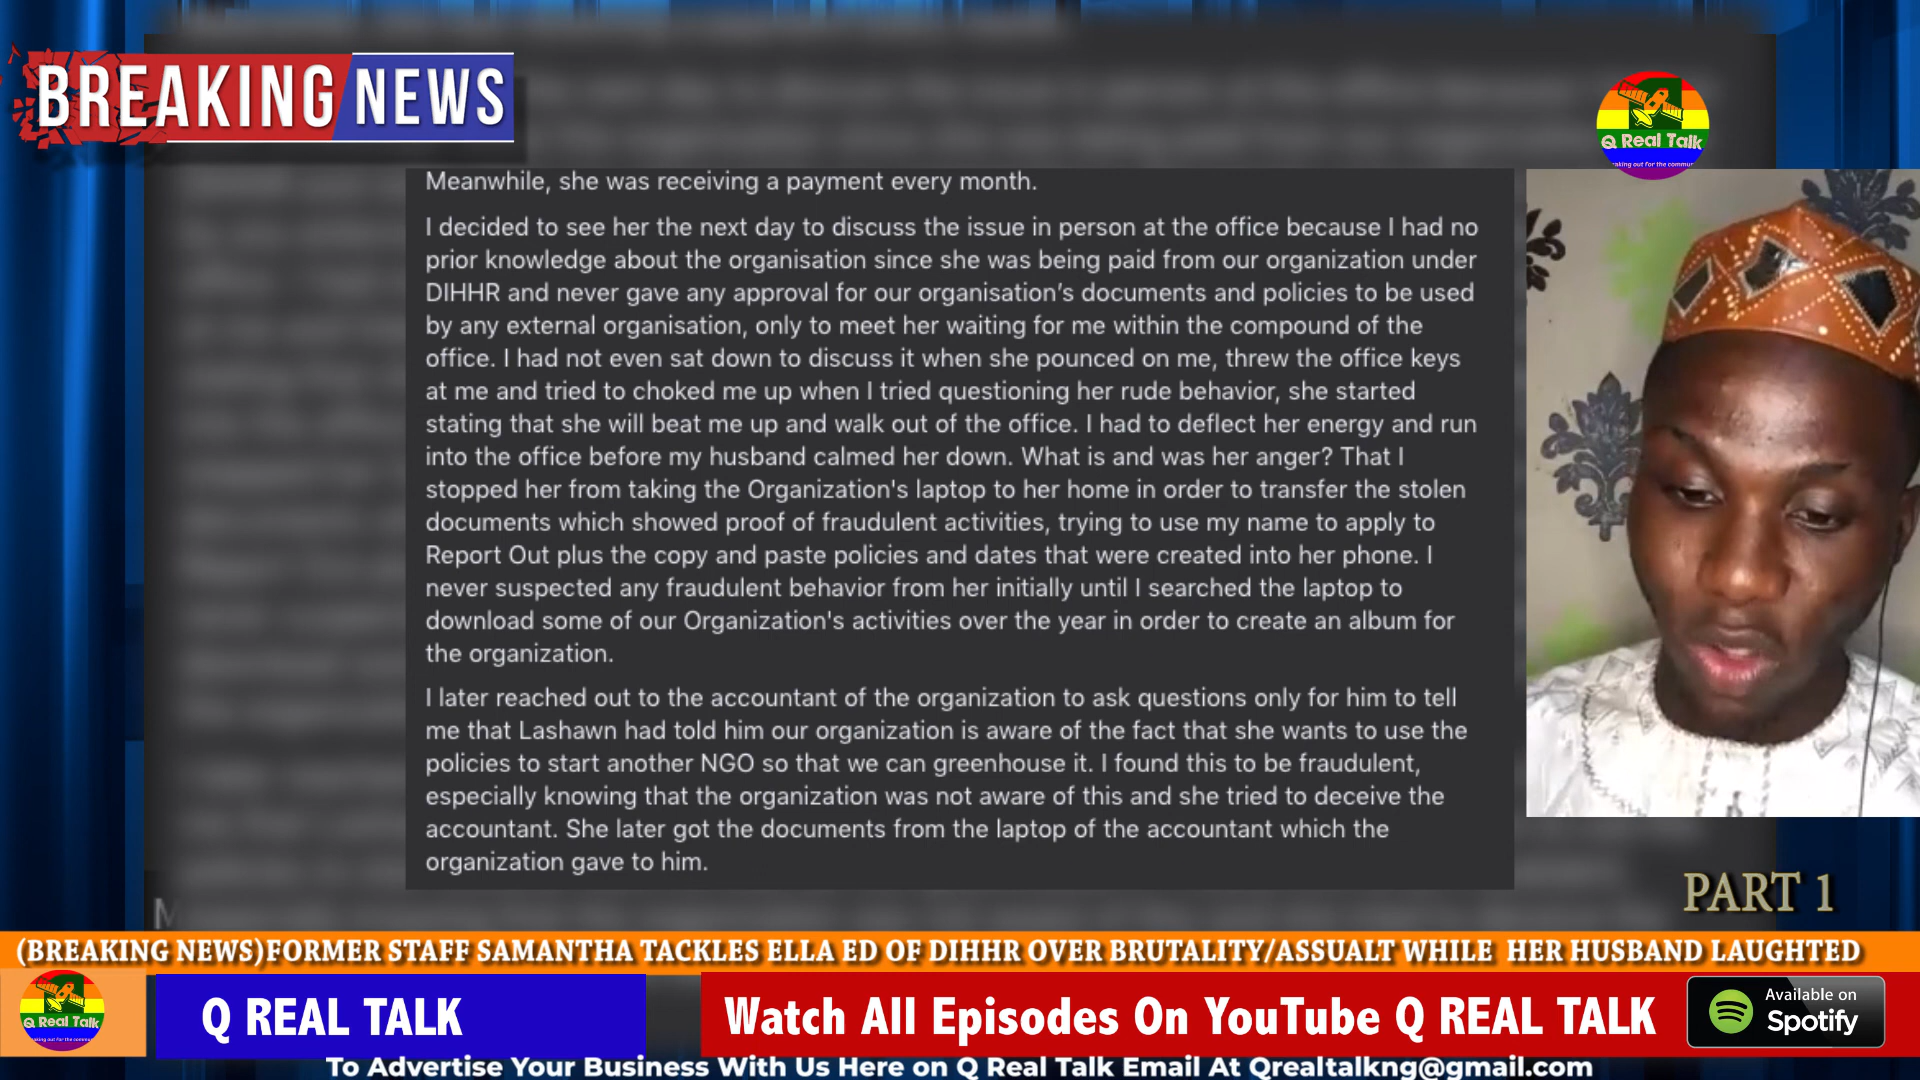 BREAKING NEWS
Q Real Talk
Meanwhile, she was receiving a payment every month.
I decided to see her the next day to discuss the issue in person at the office because I had no
prior knowledge about the organisation since she was being paid from our organization under
DIHHR and never gave any approval for our organisation's documents and policies to be used
by any external organisation, only to meet her waiting for me within the compound of the
office. I had not even sat down to discuss it when she pounced on me, threw the office keys
at me and tried to choked me up when I tried questioning her rude behavior, she started
stating that she will beat me up and walk out of the office. I had to deflect her energy and run
into the office before my husband calmed her down. What is and was her anger? That I
stopped her from taking the Organization's laptop to her home in order to transfer the stolen
documents which showed proof of fraudulent activities, trying to use my name to apply to
Report Out plus the copy and paste policies and dates that were created into her phone. I
never suspected any fraudulent behavior from her initially until I searched the laptop to
download some of our Organization's activities over the year in order to create an album for
the organization.
I later reached out to the accountant of the organization to ask questions only for him to tell
me that Lashawn had told him our organization is aware of the fact that she wants to use the
policies to start another NGO so that we can greenhouse it. I found this to be fraudulent,
especially knowing that the organization was not aware of this and she tried to deceive the
accountant. She later got the documents from the laptop of the accountant which the
organization gave to him.
PART 1
(BREAKING NEWS)FORMER STAFF SAMANTHA TACKLES ELLA ED OF DIHHR OVER BRUTALITY/ASSUALT WHILE HER HUSBAND LAUGHTED
Q Real Talk
Q REAL TALK
Watch All Episodes On YouTube Q REAL TALK
Available on
Spotify
To Advertise Your Business With Us Here on Q Real Talk Email At Qrealtalkng@gmail.com